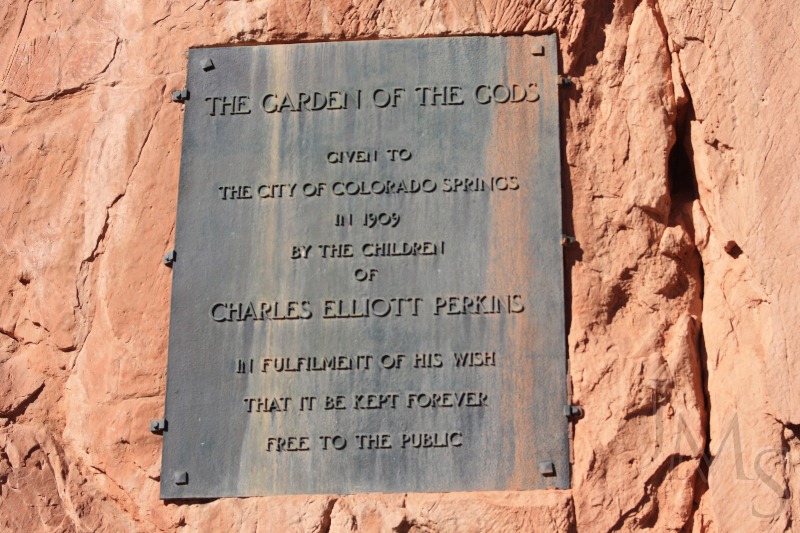 THE GARDEN OF THE GODS
GIVEN TO
THE CITY OF COLORADO SPRINGS
IN 1909
BY THE CHILDREN
OF
CHARLES ELLIOTT PERKINS
IN FULFILMENT OF HIS WISH
THAT IT BE KEPT FOREVER
FREE TO THE PUBLIC